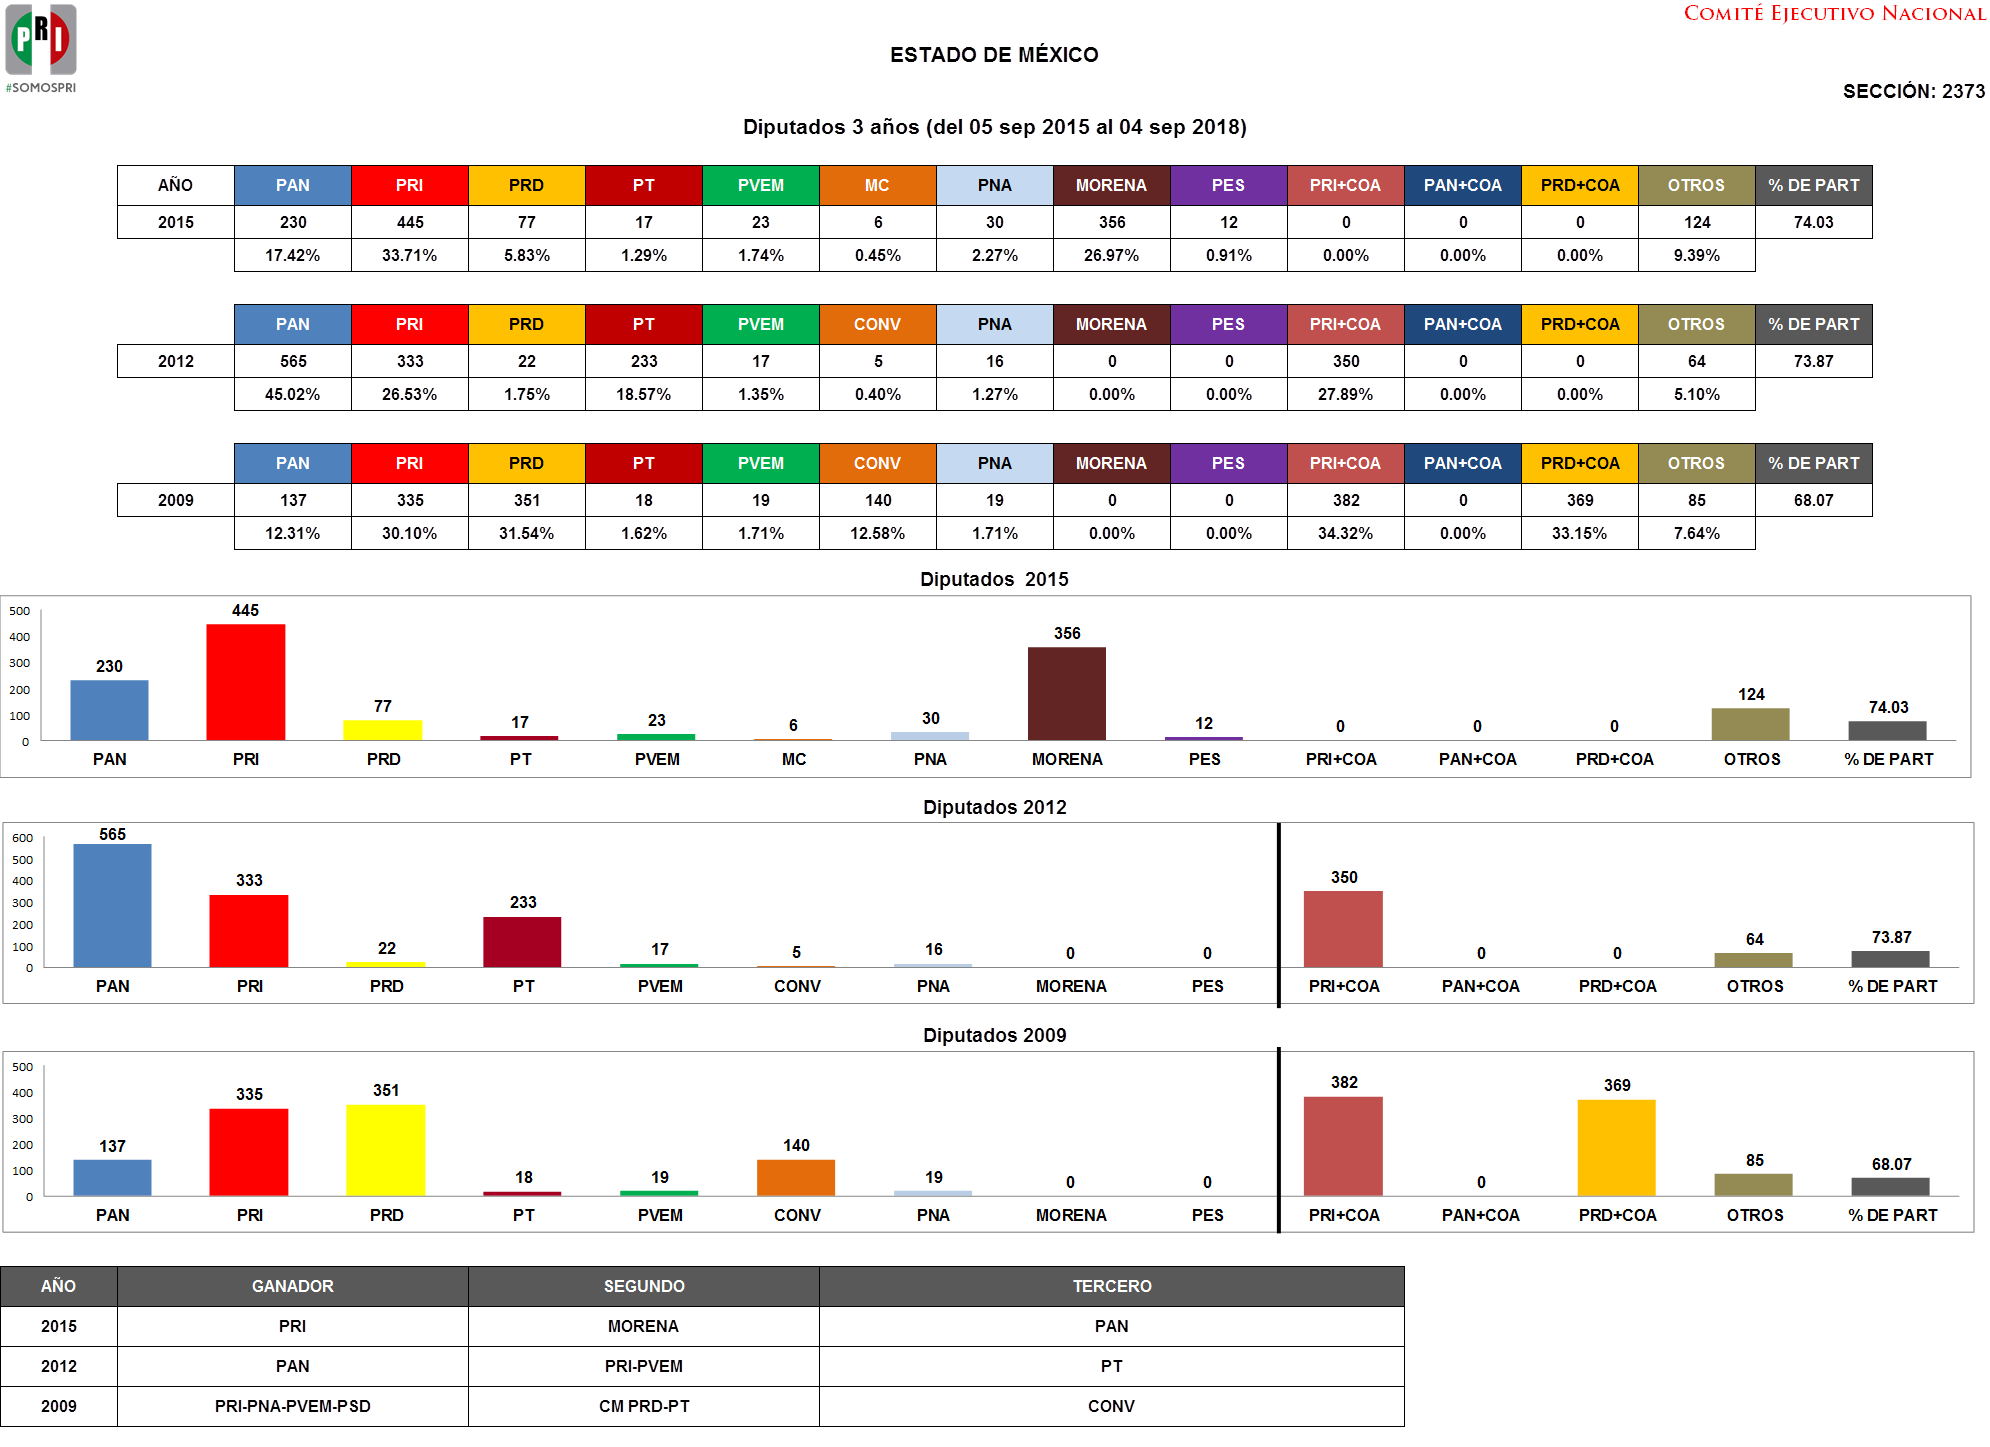 PRI
#SOMOSPRI
COMITÉ EJECUTIVO NACIONAL
ESTADO DE MÉXICO
SECCIÓN: 2373
Diputados 3 años (del 05 sep 2015 al 04 sep 2018)
AÑO PAN PRI PRD PT PVEM MC PNA MORENA PES PRI+COA PAN+COA PRD+COA OTROS % DE PART
2015 230 445 77 17 23 6 30 356 12 0 0 0 124 74.03
17.42% 33.71% 5.83% 1.29% 1.74% 0.45% 2.27% 26.97% 0.91% 0.00% 0.00% 0.00% 9.39%
PAN PRI PRD PT PVEM CONV PNA MORENA PES PRI+COA PAN+COA PRD+COA OTROS % DE PART
2012 565 333 22 233 17 5 16 0 0 350 0 0 64 73.87
45.02% 26.53% 1.75% 18.57% 1.35% 0.40% 1.27% 0.00% 0.00% 27.89% 0.00% 0.00% 5.10%
PAN PRI PRD PT PVEM CONV PNA MORENA PES PRI+COA PAN+COA PRD+COA OTROS % DE PART
2009 137 335 351 18 19 140 19 0 0 382 0 369 85 68.07
12.31% 30.10% 31.54% 1.62% 1.71% 12.58% 1.71% 0.00% 0.00% 34.32% 0.00% 33.15% 7.64%
Diputados 2015
500
400
300
200
100
0
230 445 77 17 23 6 30 356 12 0 0 0 124 74.03
PAN PRI PRD PT PVEM MC PNA MORENA PES PRI+COA PAN+COA PRD+COA OTROS % DE PART
Diputados 2012
600
500
400
300
200
100
0
565 333 22 233 17 5 16 0 0 350 0 0 64 73.87
PAN PRI PRD PT PVEM CONV PNA MORENA PES PRI+COA PAN+COA PRD+COA OTROS % DE PART
Diputados 2009
500
400
300
200
100
0
137 335 351 18 19 140 19 0 0 382 0 369 85 68.07
PAN PRI PRD PT PVEM CONV PNA MORENA PES PRI+COA PAN+COA PRD+COA OTROS % DE PART
AÑO GANADOR SEGUNDO TERCERO
2015 PRI MORENA PAN
2012 PAN PRI-PVEM PT
2009 PRI-PNA-PVEM-PSD CM PRD-PT CONV